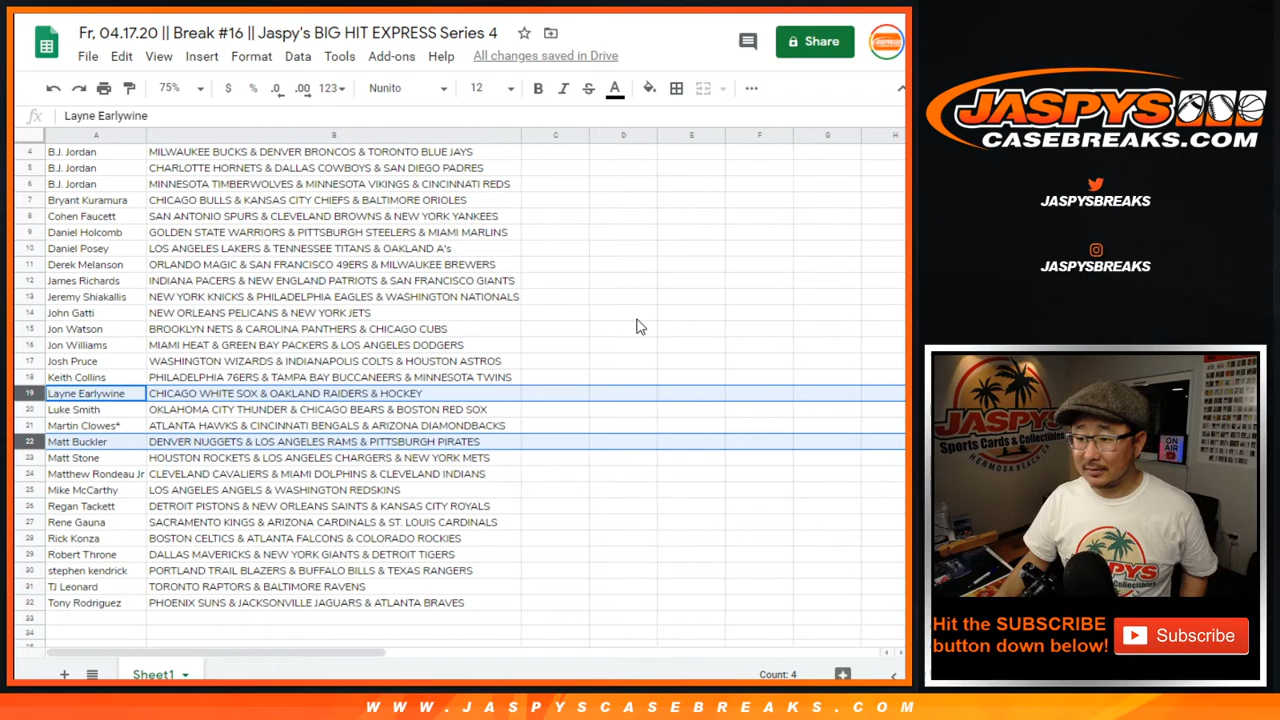 Fr, 04.17.20 || Break #16 || Jaspy's BIG HIT EXPRESS Series 4
File Edit View Insert Format Data Tools Add-ons Help All changes saved in Drive
Share
75% $ % .0 .00 123 Nunito 12 B I S A
fx Layne Earlywine
A B C D E F G H
4 B.J. Jordan MILWAUKEE BUCKS & DENVER BRONCOS & TORONTO BLUE JAYS
5 B.J. Jordan CHARLOTTE HORNETS & DALLAS COWBOYS & SAN DIEGO PADRES
6 B.J. Jordan MINNESOTA TIMBERWOLVES & MINNESOTA VIKINGS & CINCINNATI REDS
7 Bryant Kuramura CHICAGO BULLS & KANSAS CITY CHIEFS & BALTIMORE ORIOLES
8 Cohen Faucett SAN ANTONIO SPURS & CLEVELAND BROWNS & NEW YORK YANKEES
9 Daniel Holcomb GOLDEN STATE WARRIORS & PITTSBURGH STEELERS & MIAMI MARLINS
10 Daniel Posey LOS ANGELES LAKERS & TENNESSEE TITANS & OAKLAND A's
11 Derek Melanson ORLANDO MAGIC & SAN FRANCISCO 49ERS & MILWAUKEE BREWERS
12 James Richards INDIANA PACERS & NEW ENGLAND PATRIOTS & SAN FRANCISCO GIANTS
13 Jeremy Shiakallis NEW YORK KNICKS & PHILADELPHIA EAGLES & WASHINGTON NATIONALS
14 John Gatti NEW ORLEANS PELICANS & NEW YORK JETS
15 Jon Watson BROOKLYN NETS & CAROLINA PANTHERS & CHICAGO CUBS
16 Jon Williams MIAMI HEAT & GREEN BAY PACKERS & LOS ANGELES DODGERS
17 Josh Pruce WASHINGTON WIZARDS & INDIANAPOLIS COLTS & HOUSTON ASTROS
18 Keith Collins PHILADELPHIA 76ERS & TAMPA BAY BUCCANEERS & MINNESOTA TWINS
19 Layne Earlywine CHICAGO WHITE SOX & OAKLAND RAIDERS & HOCKEY
20 Luke Smith OKLAHOMA CITY THUNDER & CHICAGO BEARS & BOSTON RED SOX
21 Martin Clowes* ATLANTA HAWKS & CINCINNATI BENGALS & ARIZONA DIAMONDBACKS
22 Matt Buckler DENVER NUGGETS & LOS ANGELES RAMS & PITTSBURGH PIRATES
23 Matt Stone HOUSTON ROCKETS & LOS ANGELES CHARGERS & NEW YORK METS
24 Matthew Rondeau Jr CLEVELAND CAVALIERS & MIAMI DOLPHINS & CLEVELAND INDIANS
25 Mike McCarthy LOS ANGELES ANGELS & WASHINGTON REDSKINS
26 Regan Tackett DETROIT PISTONS & NEW ORLEANS SAINTS & KANSAS CITY ROYALS
27 Rene Gauna SACRAMENTO KINGS & ARIZONA CARDINALS & ST. LOUIS CARDINALS
28 Rick Konza BOSTON CELTICS & ATLANTA FALCONS & COLORADO ROCKIES
29 Robert Throne DALLAS MAVERICKS & NEW YORK GIANTS & DETROIT TIGERS
30 stephen kendrick PORTLAND TRAIL BLAZERS & BUFFALO BILLS & TEXAS RANGERS
31 TJ Leonard TORONTO RAPTORS & BALTIMORE RAVENS
32 Tony Rodriguez PHOENIX SUNS & JACKSONVILLE JAGUARS & ATLANTA BRAVES
33
34
Sheet1 Count: 4
JASPYS
CASEBREAKS.COM
JASPYSBREAKS
JASPYSBREAKS
JASPYS
Sports Cards & Collectibles
HERMOSA BEACH, CA
ON AIR
Hit the SUBSCRIBE
button down below!
Subscribe
WWW.JASPYSCASEBREAKS.COM